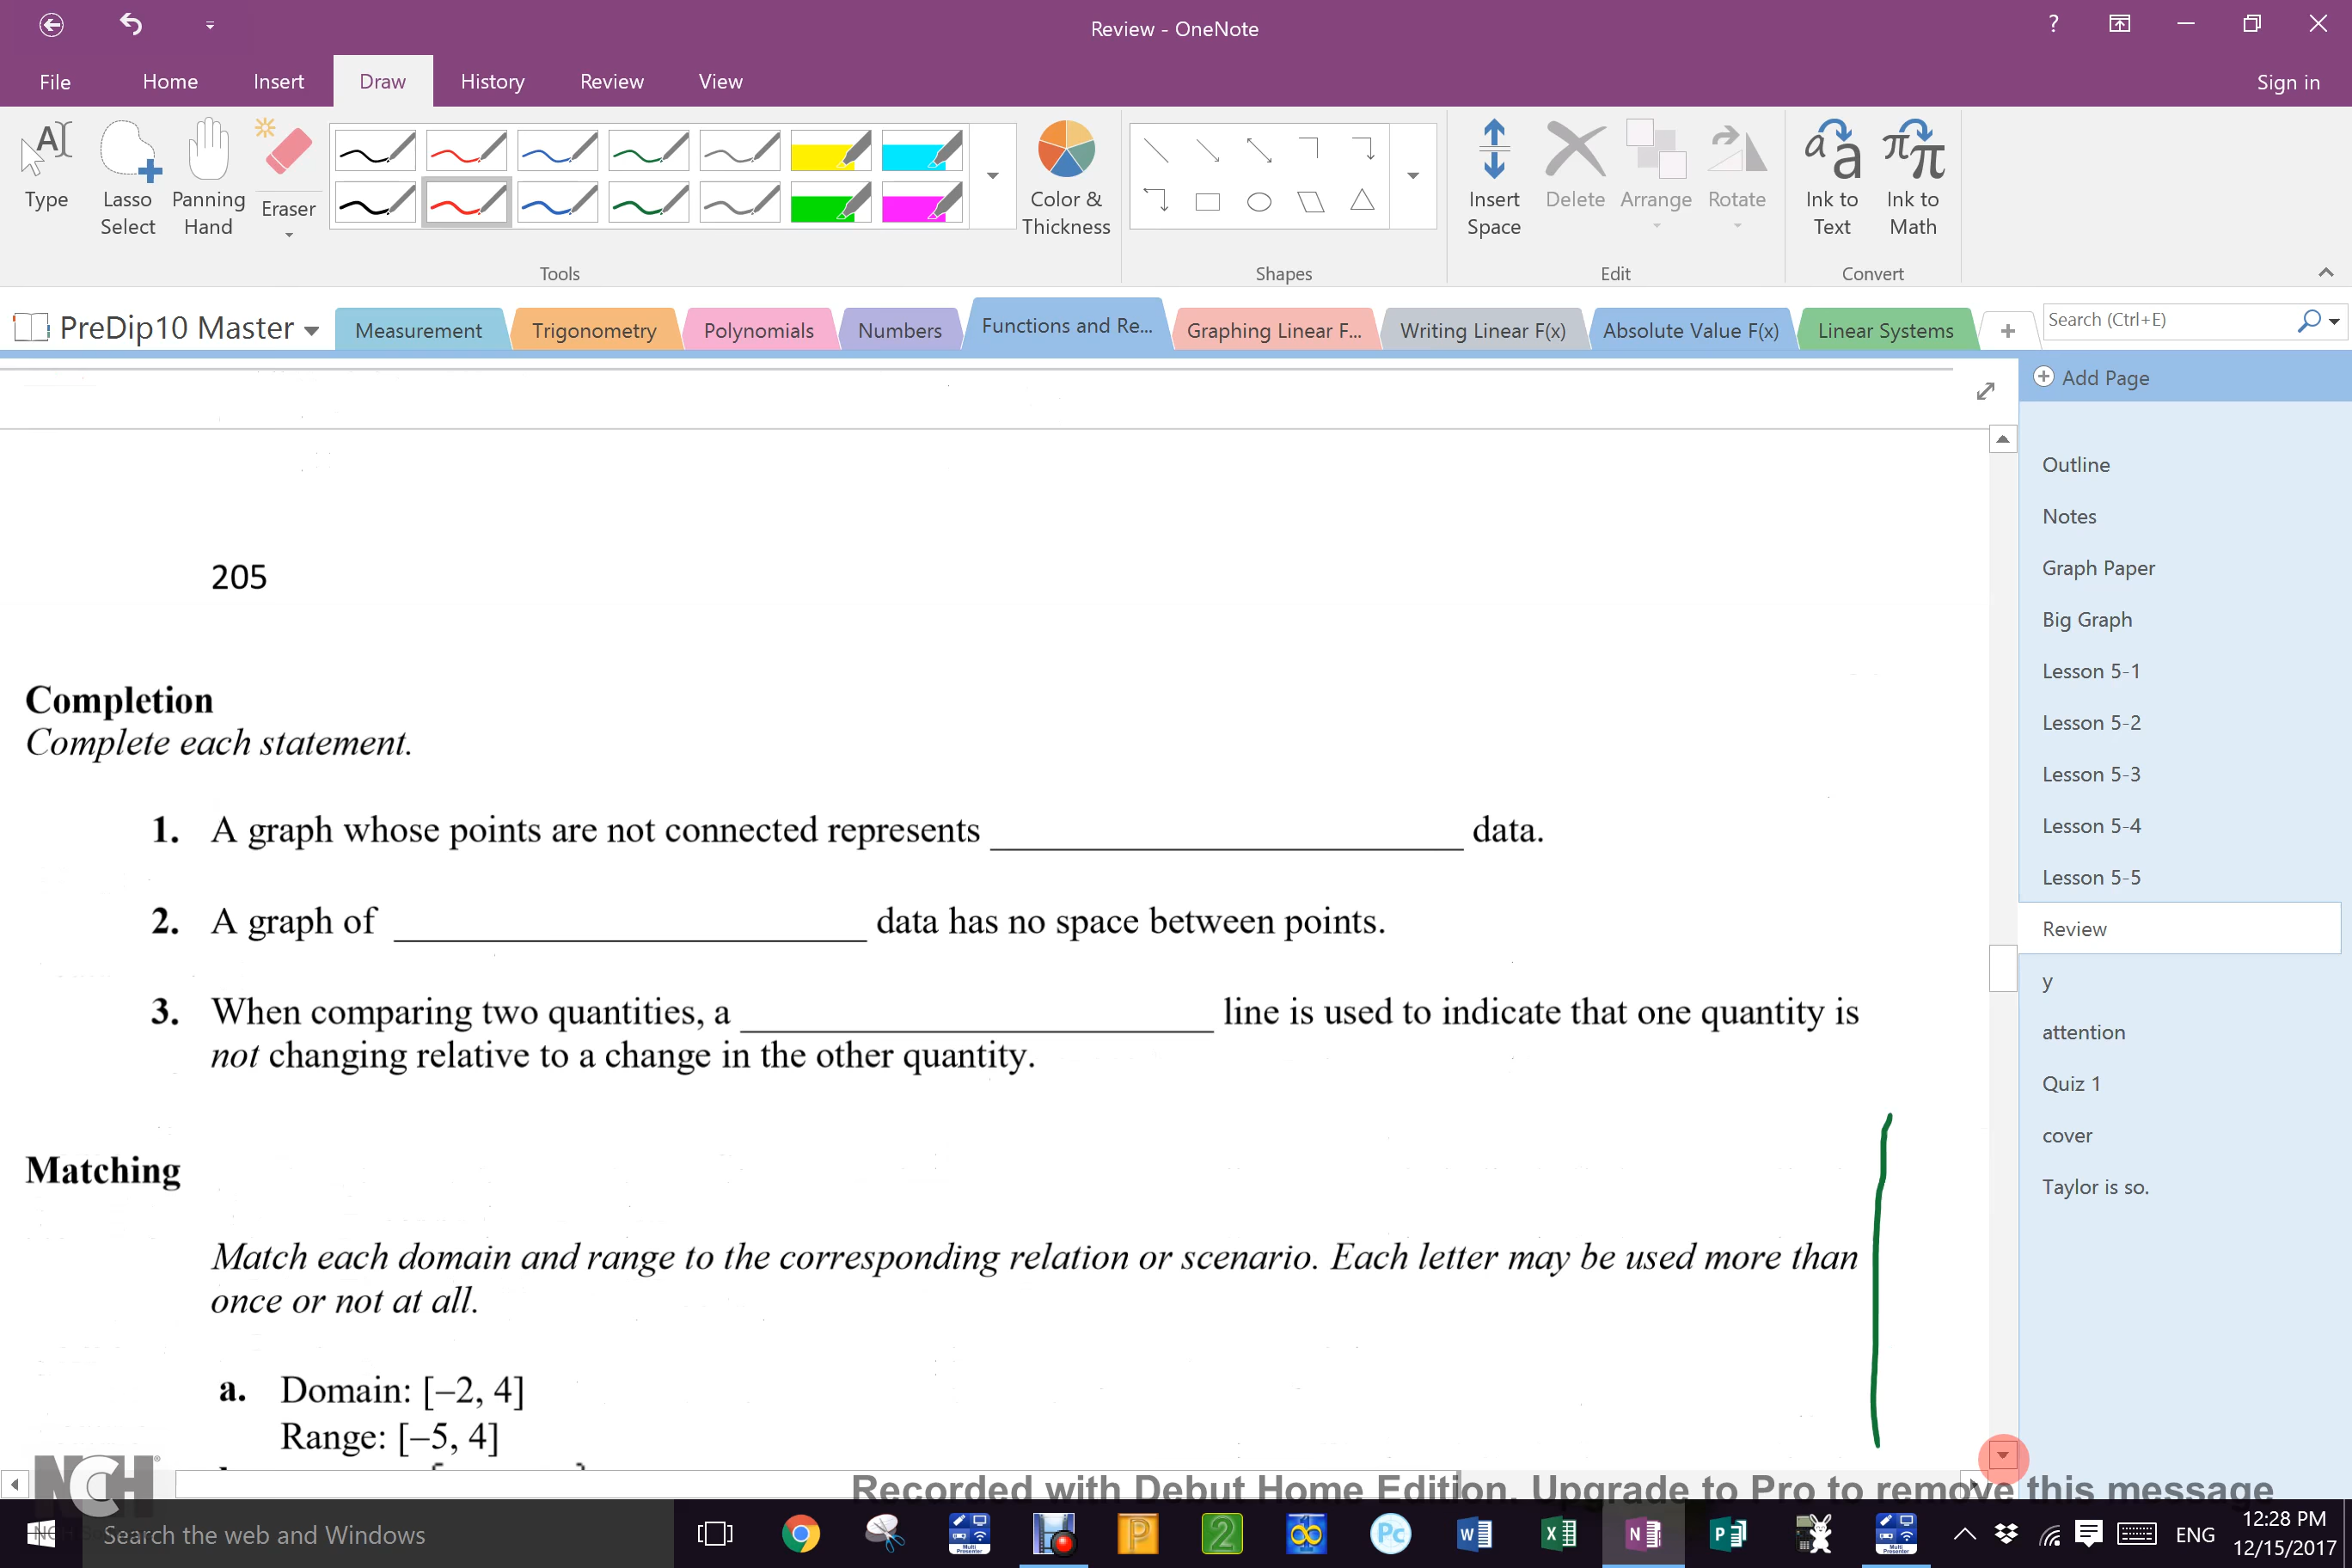 Review - OneNote
?
File Home Insert Draw History Review View Sign in
Type
Lasso Select
Panning Hand
Eraser
Color & Thickness
Insert Space
Delete
Arrange
Rotate
Ink to Text
Ink to Math
Tools Shapes Edit Convert
PreDip10 Master Measurement Trigonometry Polynomials Numbers Functions and Re... Graphing Linear F... Writing Linear F(x) Absolute Value F(x) Linear Systems + Search (Ctrl+E)
Add Page
Outline
Notes
Graph Paper
Big Graph
Lesson 5-1
Lesson 5-2
Lesson 5-3
Lesson 5-4
Lesson 5-5
Review
y
attention
Quiz 1
cover
Taylor is so.
205
Completion
Complete each statement.
1. A graph whose points are not connected represents ____________ data.
2. A graph of ____________ data has no space between points.
3. When comparing two quantities, a ____________ line is used to indicate that one quantity is
not changing relative to a change in the other quantity.
Matching
Match each domain and range to the corresponding relation or scenario. Each letter may be used more than
once or not at all.
a. Domain: [–2, 4]
Range: [–5, 4]
NCH
Recorded with Debut Home Edition. Upgrade to Pro to remove this message
Search the web and Windows
ENG
12:28 PM
12/15/2017